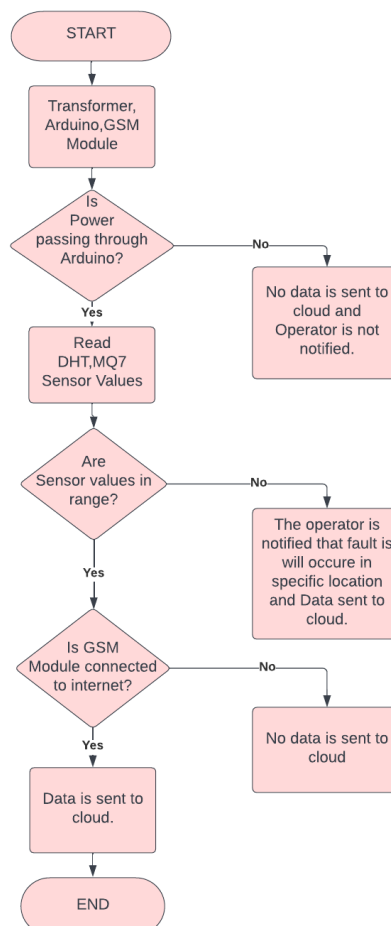 START
Transformer,
Arduino,GSM
Module
Is
Power
passing through
Arduino?
No
No data is sent to
cloud and
Operator is not
notified.
Yes
Read
DHT,MQ7
Sensor Values
Are
Sensor values in
range?
No
The operator is
notified that fault is
will occure in
specific location
and Data sent to
cloud.
Yes
Is GSM
Module connected
to internet?
No
No data is sent to
cloud
Yes
Data is sent to
cloud.
END